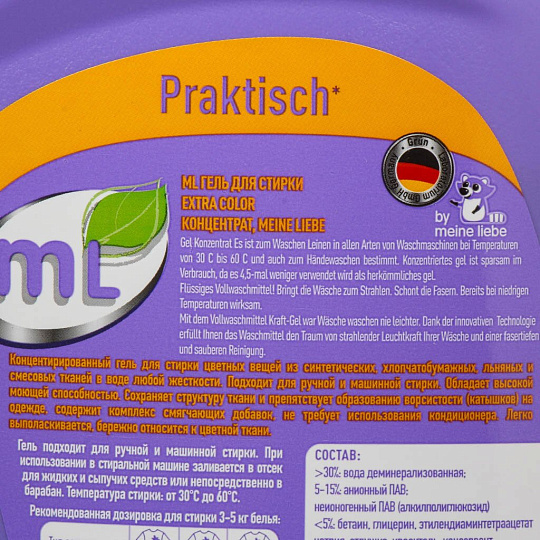 Praktisch*
Grün Laboratorium GmbH Germany
ML ГЕЛЬ ДЛЯ СТИРКИ
EXTRA COLOR
КОНЦЕНТРАТ, MEINE LIEBE
by
meine liebe
mL
Gel Konzentrat Es ist zum Waschen Leinen in allen Arten von Waschmaschinen bei Temperaturen
von 30 C bis 60 C und auch zum Händewaschen bestimmt. Konzentriertes gel ist sparsam im
Verbrauch, da es 4,5-mal weniger verwendet wird als herkömmliches gel.
Flüssiges Vollwaschmittel! Bringt die Wäsche zum Strahlen. Schont die Fasern. Bereits bei niedrigen
Temperaturen wirksam.
Mit dem Vollwaschmittel Kraft-Gel war Wäsche waschen nie leichter. Dank der innovativen Technologie
erfüllt Ihnen das Waschmittel den Traum von strahlender Leuchtkraft Ihrer Wäsche und einer fasertiefen
und sauberen Reinigung.
Концентрированный гель для стирки цветных вещей из синтетических, хлопчатобумажных, льняных и
смесовых тканей в воде любой жесткости. Подходит для ручной и машинной стирки. Обладает высокой
моющей способностью. Сохраняет структуру ткани и препятствует образованию ворсистости (катышков) на
одежде, содержит комплекс смягчающих добавок, не требует использования кондиционера. Легко
выполаскивается, бережно относится к цветной ткани.
Гель подходит для ручной и машинной стирки. При
использовании в стиральной машине заливается в отсек
для жидких и сыпучих средств или непосредственно в
барабан. Температура стирки: от 30°С до 60°С.
Рекомендованная дозировка для стирки 3-5 кг белья:
СОСТАВ:
>30%: вода деминерализованная;
5-15% анионный ПАВ;
неионогенный ПАВ (алкилполиглюкозид)
<5%: бетаин, глицерин, этилендиаминтетраацетат